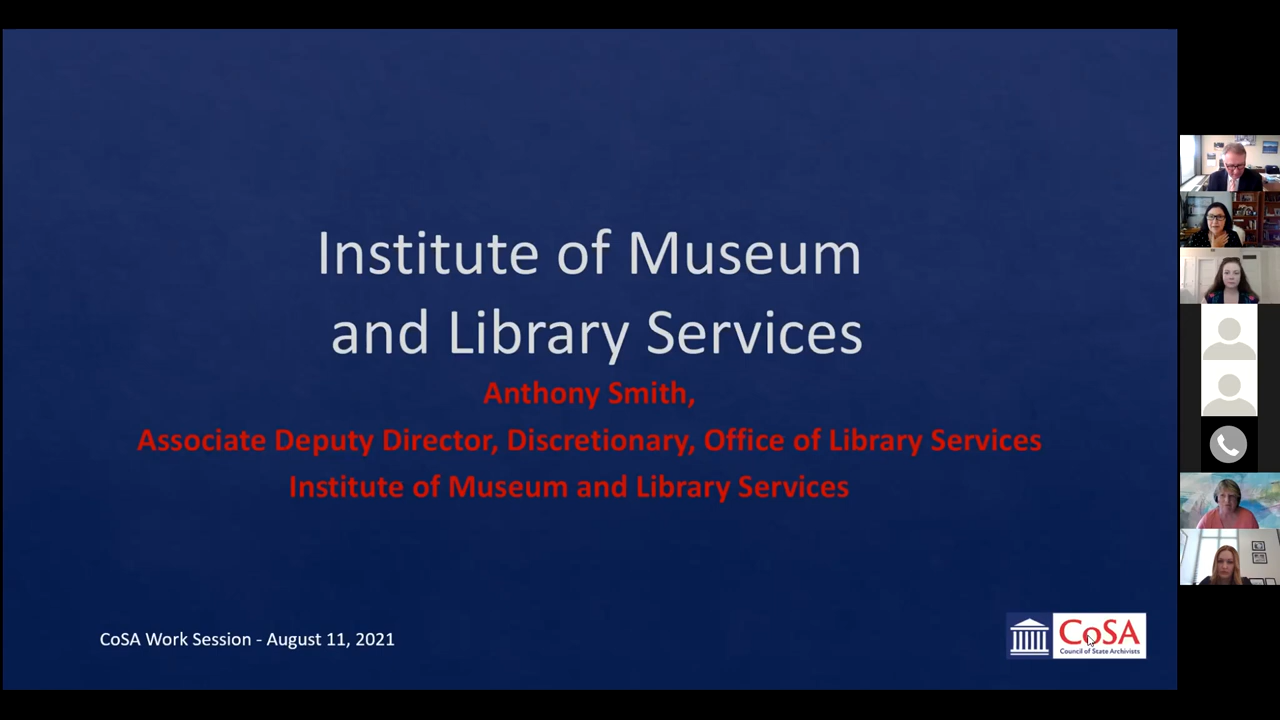 Institute of Museum
and Library Services
Anthony Smith,
Associate Deputy Director, Discretionary, Office of Library Services
Institute of Museum and Library Services
CoSA Work Session - August 11, 2021
CoSA
Council of State Archivists